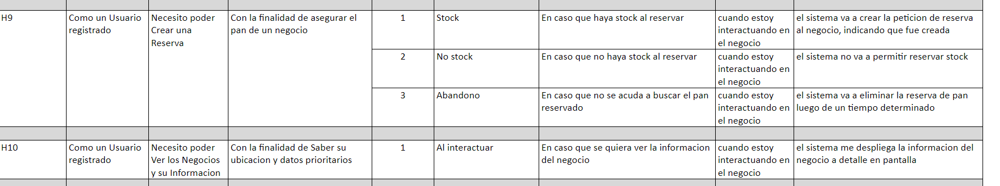 H9
Como un Usuario
registrado
Necesito poder
Crear una
Reserva
Con la finalidad de asegurar el
pan de un negocio
1
Stock
En caso que haya stock al reservar
cuando estoy
interactuando en
el negocio
el sistema va a crear la peticion de reserva
al negocio, indicando que fue creada
2
No stock
En caso que no haya stock al reservar
cuando estoy
interactuando en
el negocio
el sistema no va a permitir reservar stock
3
Abandono
En caso que no se acuda a buscar el pan
reservado
cuando estoy
interactuando en
el negocio
el sistema va a eliminar la reserva de pan
luego de un tiempo determinado
H10
Como un Usuario
registrado
Necesito poder
Ver los Negocios
y su Informacion
Con la finalidad de Saber su
ubicacion y datos prioritarios
1
Al interactuar
En caso que se quiera ver la informacion
del negocio
cuando estoy
interactuando en
el negocio
el sistema me despliega la informacion del
negocio a detalle en pantalla